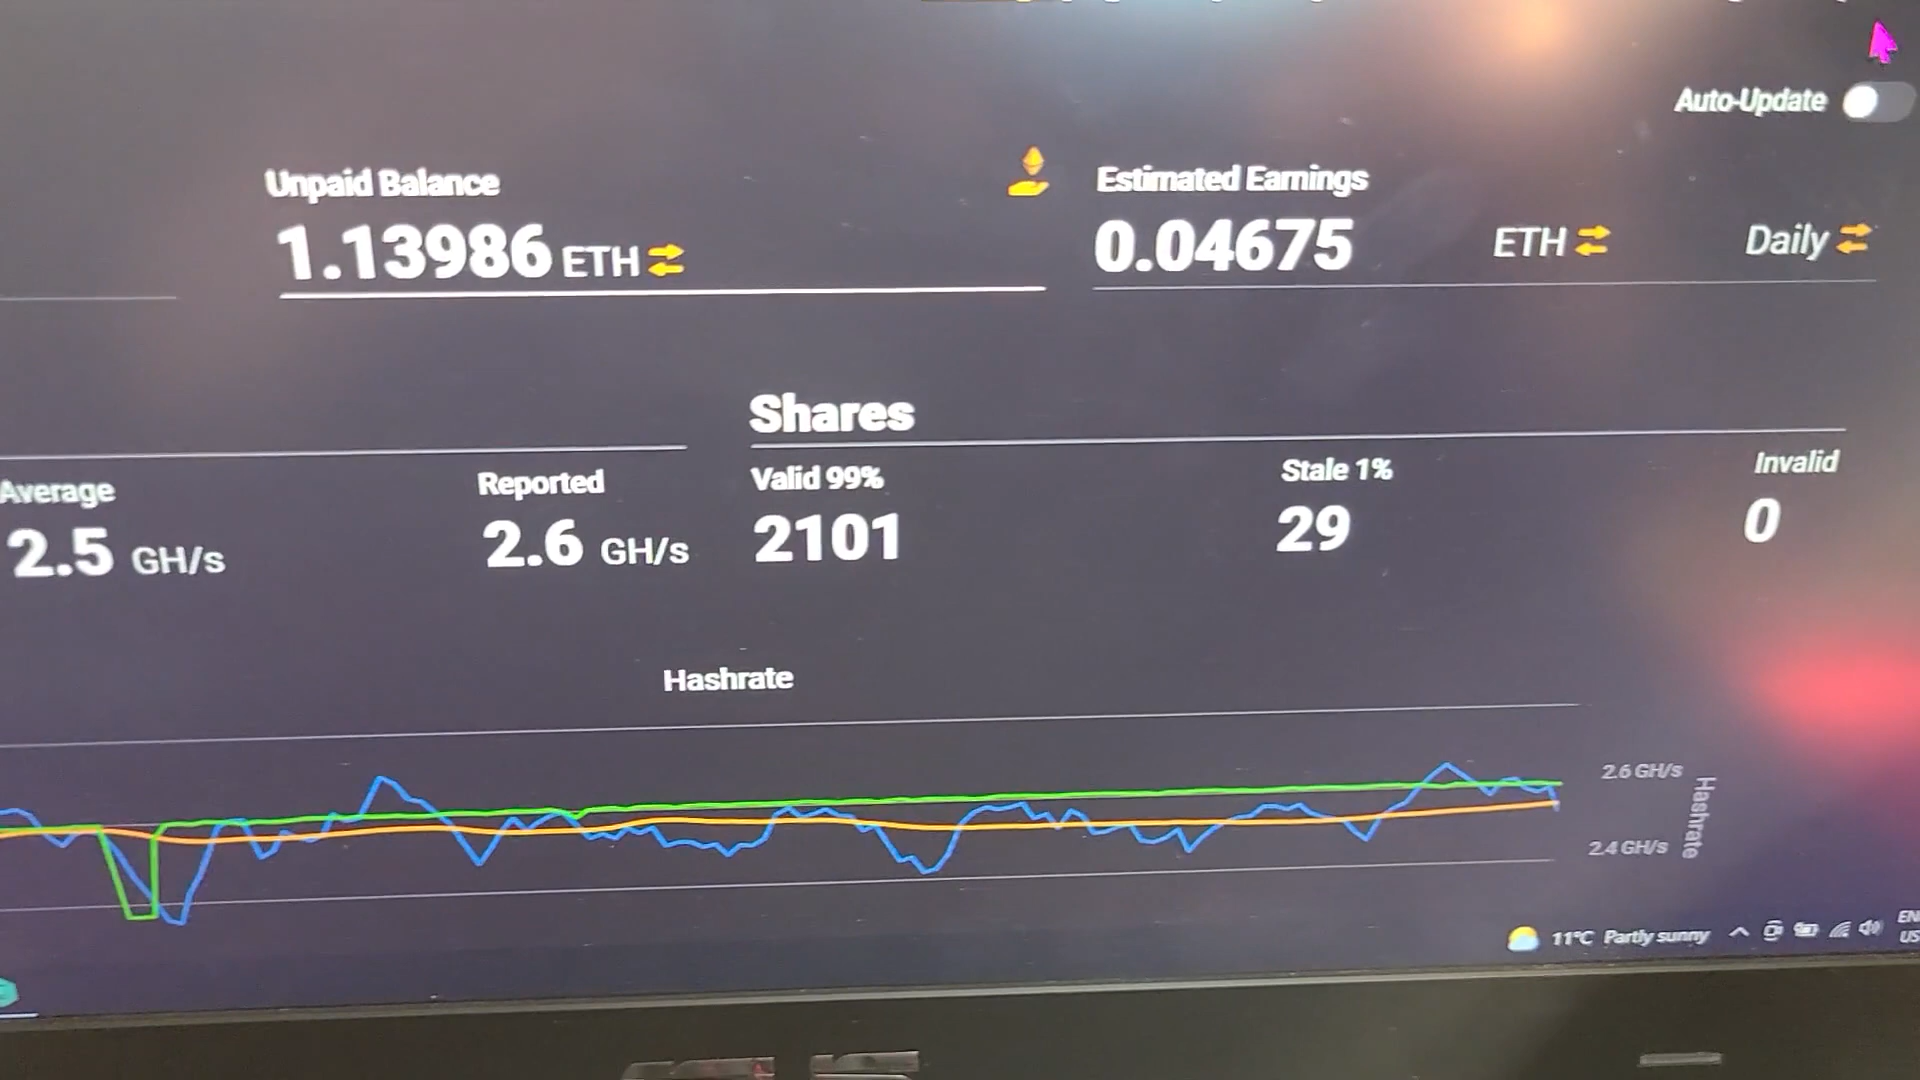 Auto-Update
Unpaid Balance
1.13986 ETH
Estimated Earnings
0.04675 ETH Daily
Shares
Average
2.5 GH/s
Reported
2.6 GH/s
Valid 99%
2101
Stale 1%
29
Invalid
0
Hashrate
2.6 GH/s
2.4 GH/s
Hashrate
11°C Partly sunny
EN
US